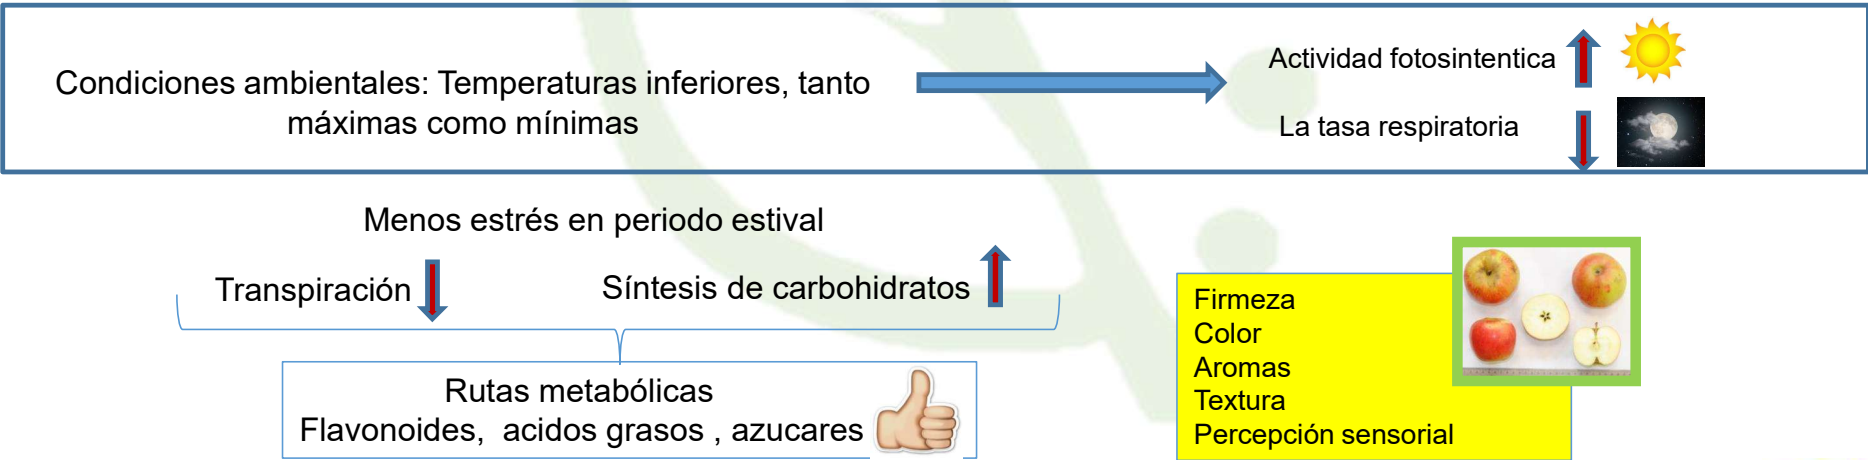 Condiciones ambientales: Temperaturas inferiores, tanto
máximas como mínimas
Actividad fotosintentica
La tasa respiratoria
Menos estrés en periodo estival
Transpiración
Síntesis de carbohidratos
Rutas metabólicas
Flavonoides, acidos grasos , azucares
Firmeza
Color
Aromas
Textura
Percepción sensorial